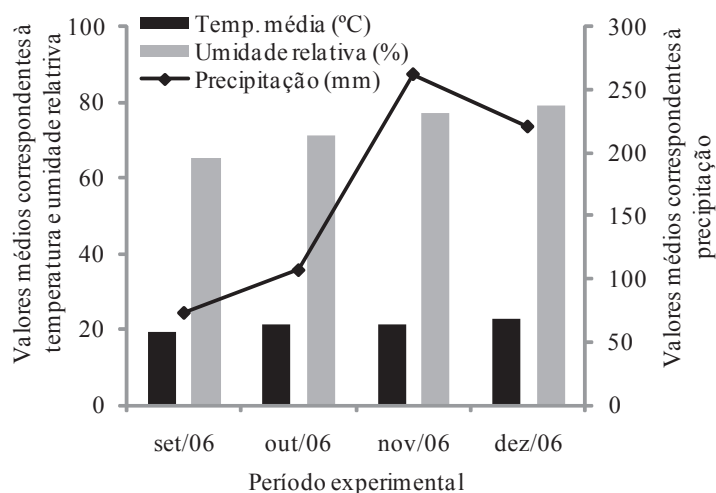 Temp. média (ºC)
Umidade relativa (%)
Precipitação (mm)
Valores médios correspondentes à
temperatura e umidade relatriva
100
80
60
40
20
0
300
250
200
150
100
50
0
Valores médios correspondentes à
precipitação
set/06 out/06 nov/06 dez/06
Período experimental